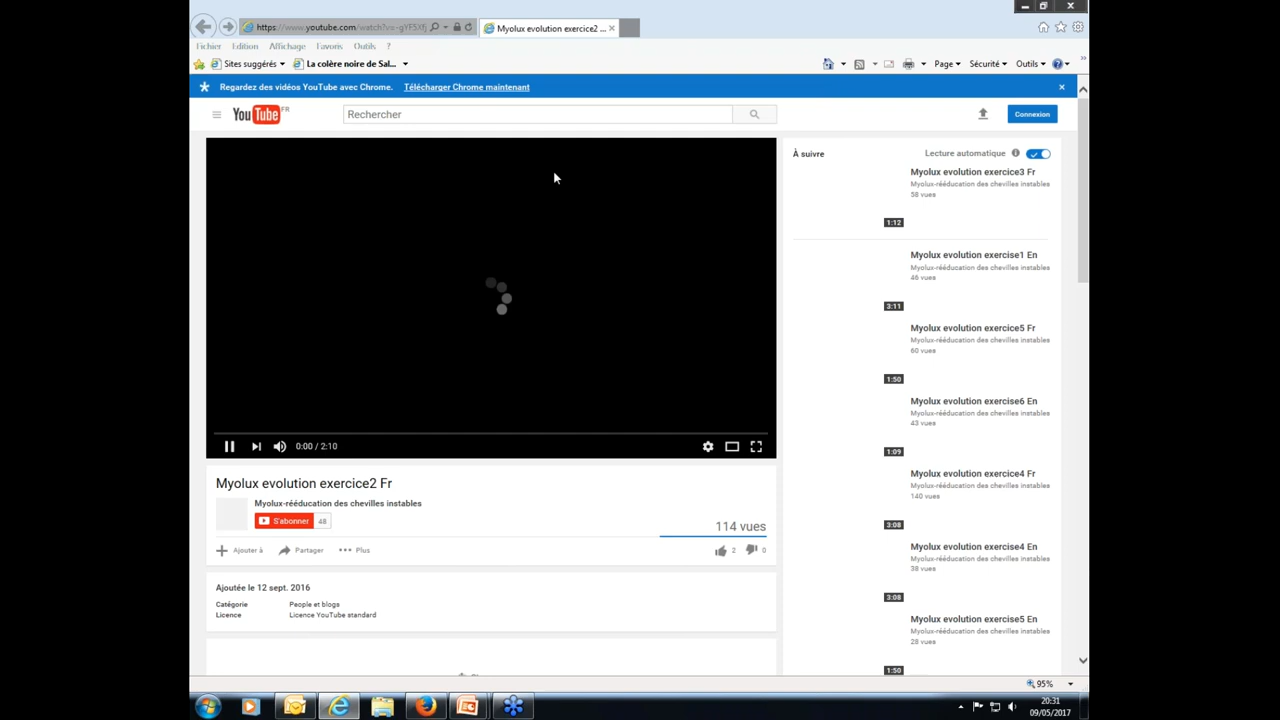 https://www.youtube.com/watch?v=-gYF5Xfj
Myolux evolution exercice2 ...
Fichier Edition Affichage Favoris Outils ?
Sites suggérés
La colère noire de Sal...
Page Sécurité Outils
Regardez des vidéos YouTube avec Chrome. Télécharger Chrome maintenant
YouTube FR
Rechercher
Connexion
À suivre
Lecture automatique
Myolux evolution exercice3 Fr
Myolux-rééducation des chevilles instables
58 vues
1:12
Myolux evolution exercise1 En
Myolux-rééducation des chevilles instables
46 vues
3:11
Myolux evolution exercice5 Fr
Myolux-rééducation des chevilles instables
60 vues
1:50
Myolux evolution exercise6 En
Myolux-rééducation des chevilles instables
43 vues
1:09
Myolux evolution exercice4 Fr
Myolux-rééducation des chevilles instables
140 vues
3:08
Myolux evolution exercise4 En
Myolux-rééducation des chevilles instables
38 vues
3:08
Myolux evolution exercise5 En
Myolux-rééducation des chevilles instables
28 vues
1:50
0:00 / 2:10
Myolux evolution exercice2 Fr
Myolux-rééducation des chevilles instables
S'abonner 48
114 vues
Ajouter à Partager Plus
2 0
Ajoutée le 12 sept. 2016
Catégorie People et blogs
Licence Licence YouTube standard
95%
20:31
09/05/2017